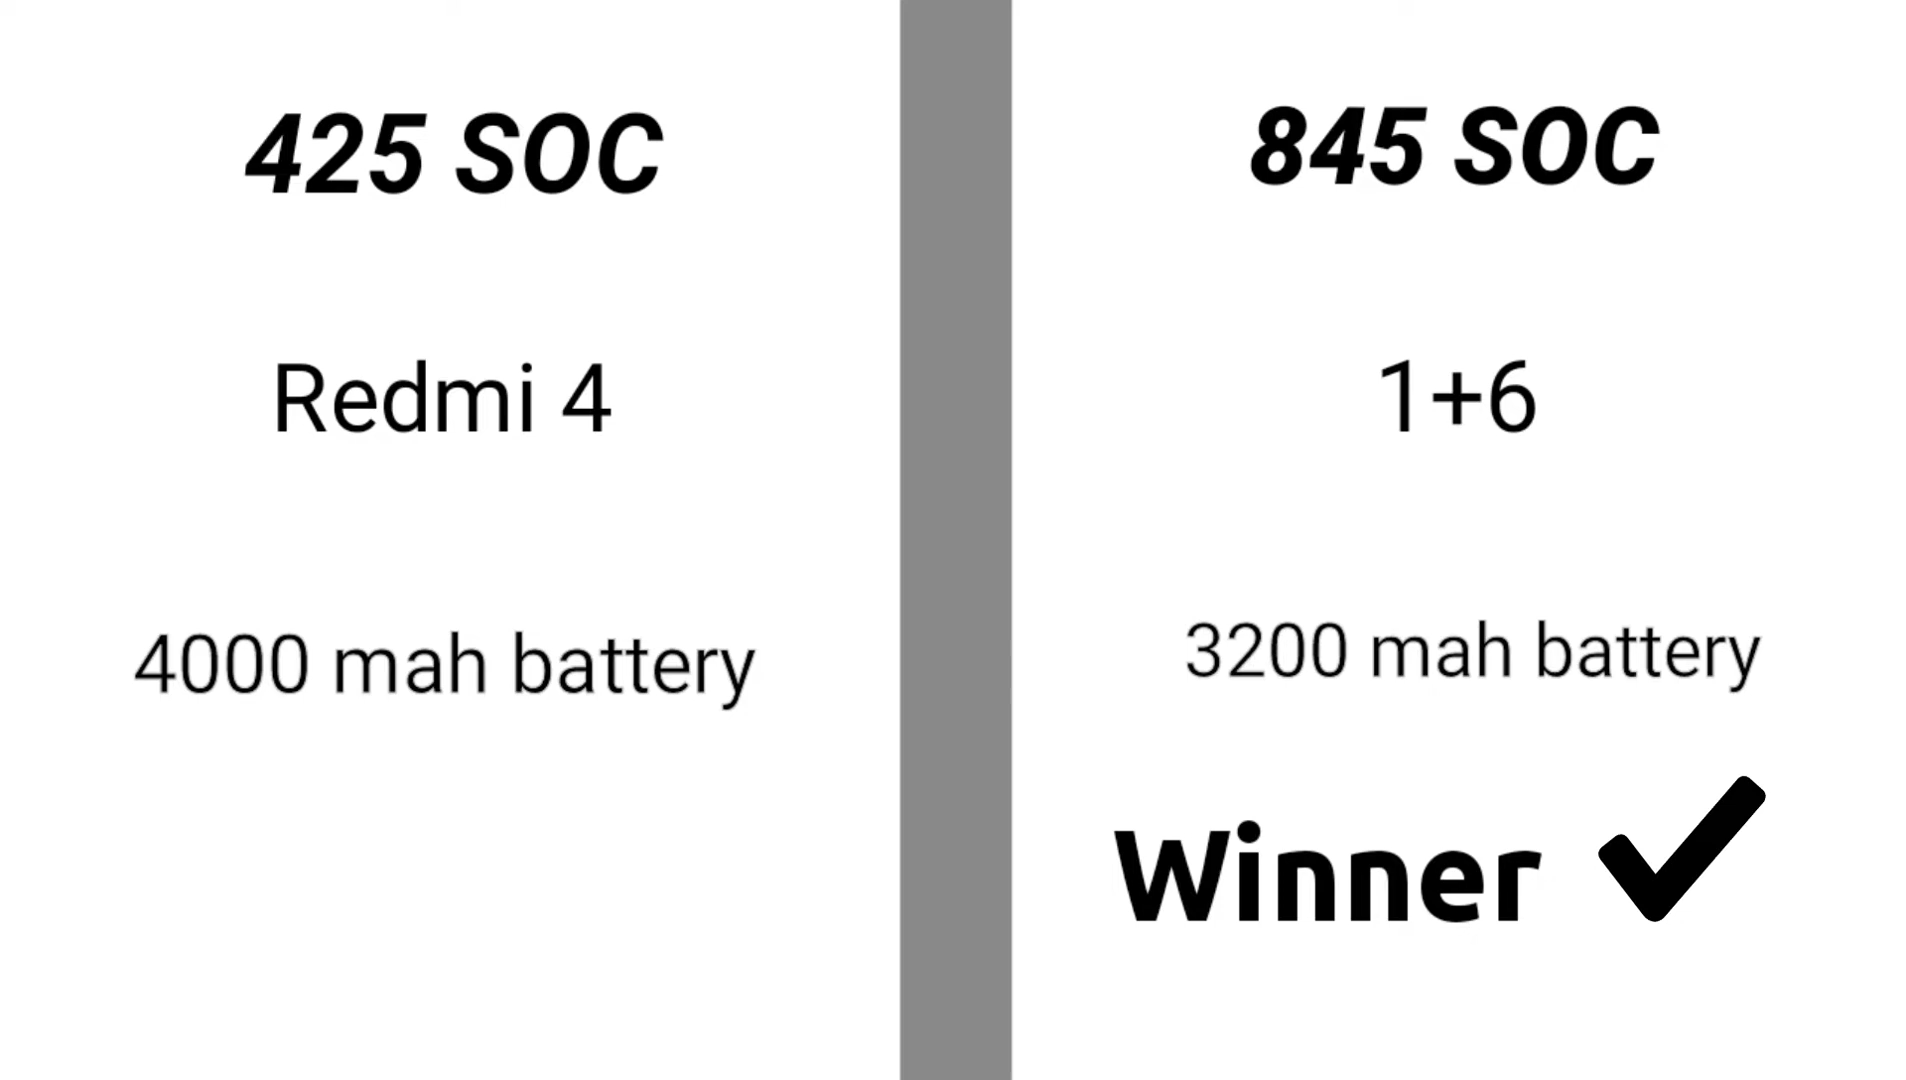 425 SOC
Redmi 4
4000 mah battery
845 SOC
1+6
3200 mah battery
Winner